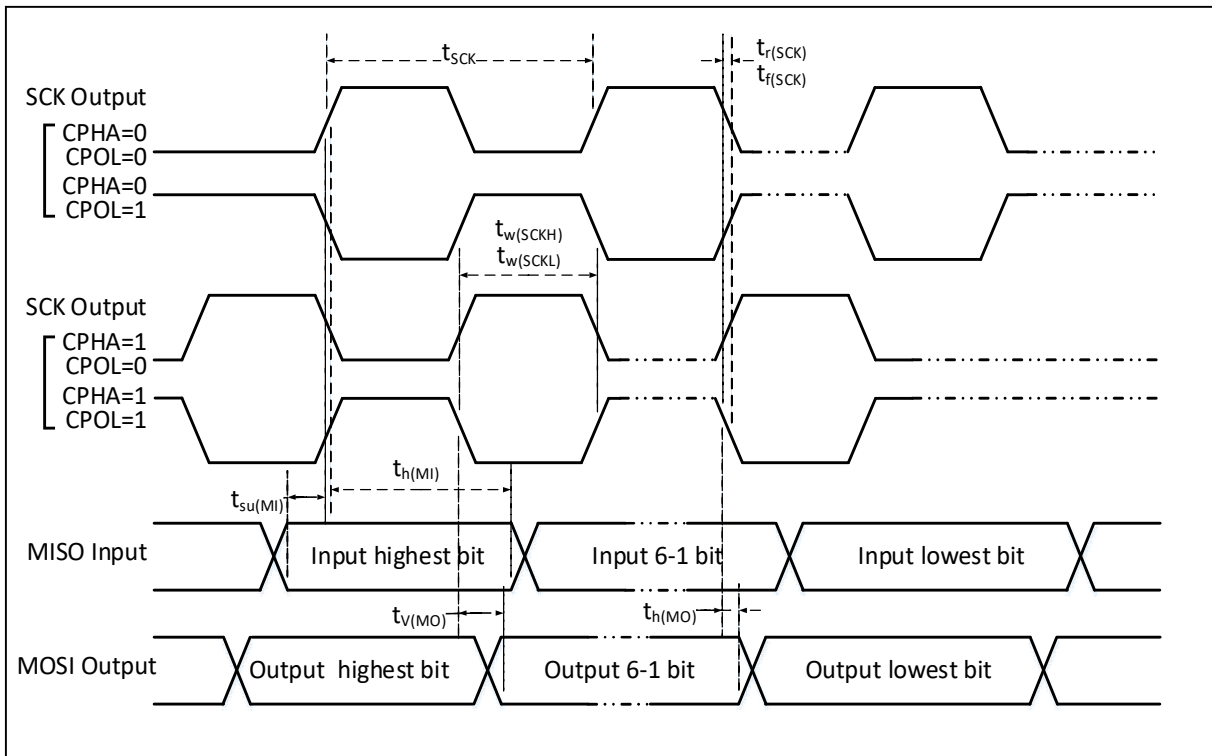 tSCK
tr(SCK)
tf(SCK)
SCK Output
CPHA=0
CPOL=0
CPHA=0
CPOL=1
tw(SCKH)
tw(SCKL)
SCK Output
CPHA=1
CPOL=0
CPHA=1
CPOL=1
th(MI)
tsu(MI)
MISO Input
Input highest bit
Input 6-1 bit
Input lowest bit
tV(MO)
th(MO)
MOSI Output
Output highest bit
Output 6-1 bit
Output lowest bit